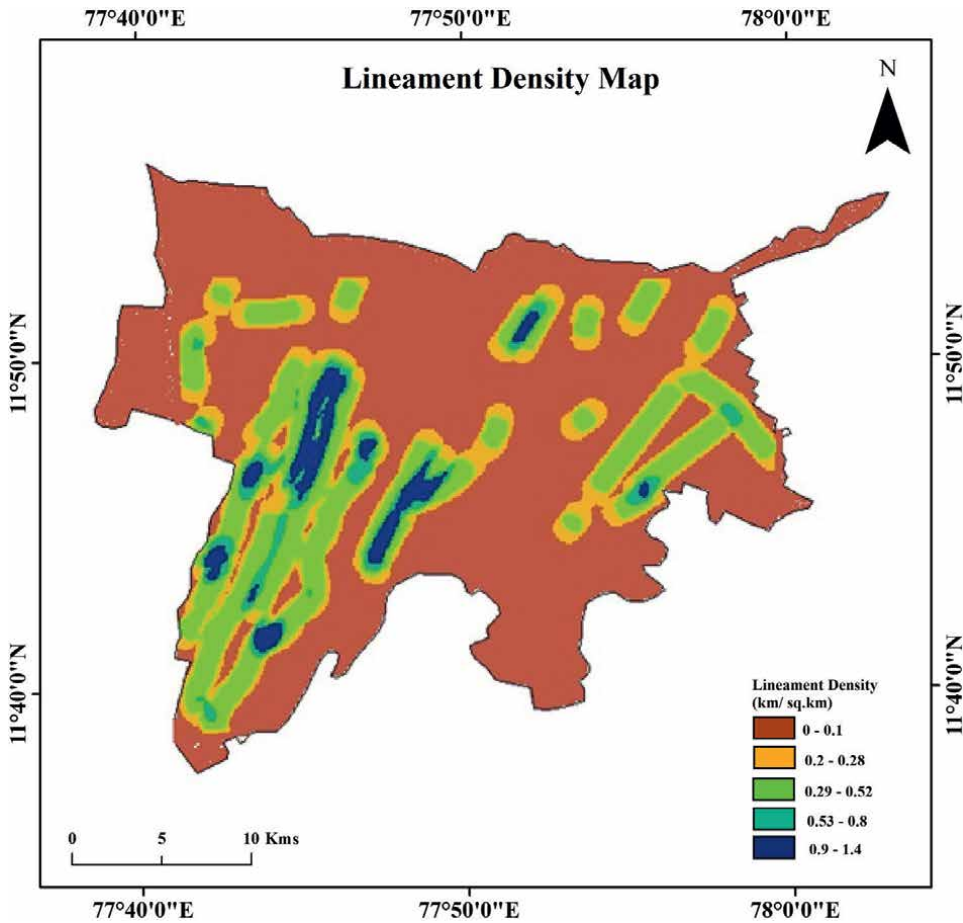 77°40'0"E 77°50'0"E 78°0'0"E
Lineament Density Map
N
11°50'0"N 11°50'0"N
11°40'0"N 11°40'0"N
Lineament Density
(km/ sq.km)
0 - 0.1
0.2 - 0.28
0.29 - 0.52
0.53 - 0.8
0.9 - 1.4
0 5 10 Kms
77°40'0"E 77°50'0"E 78°0'0"E